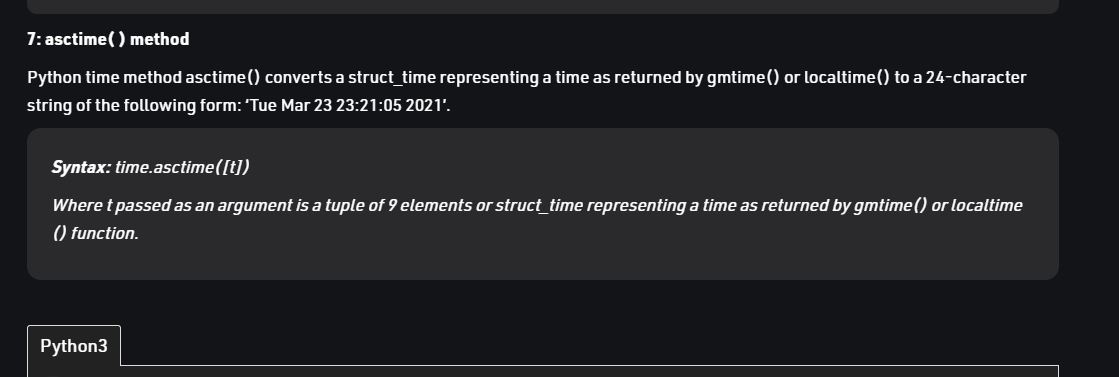 7: asctime( ) method
Python time method asctime() converts a struct_time representing a time as returned by gmtime() or localtime() to a 24-character
string of the following form: ‘Tue Mar 23 23:21:05 2021’.
Syntax: time.asctime([t])
Where t passed as an argument is a tuple of 9 elements or struct_time representing a time as returned by gmtime() or localtime
() function.
Python3